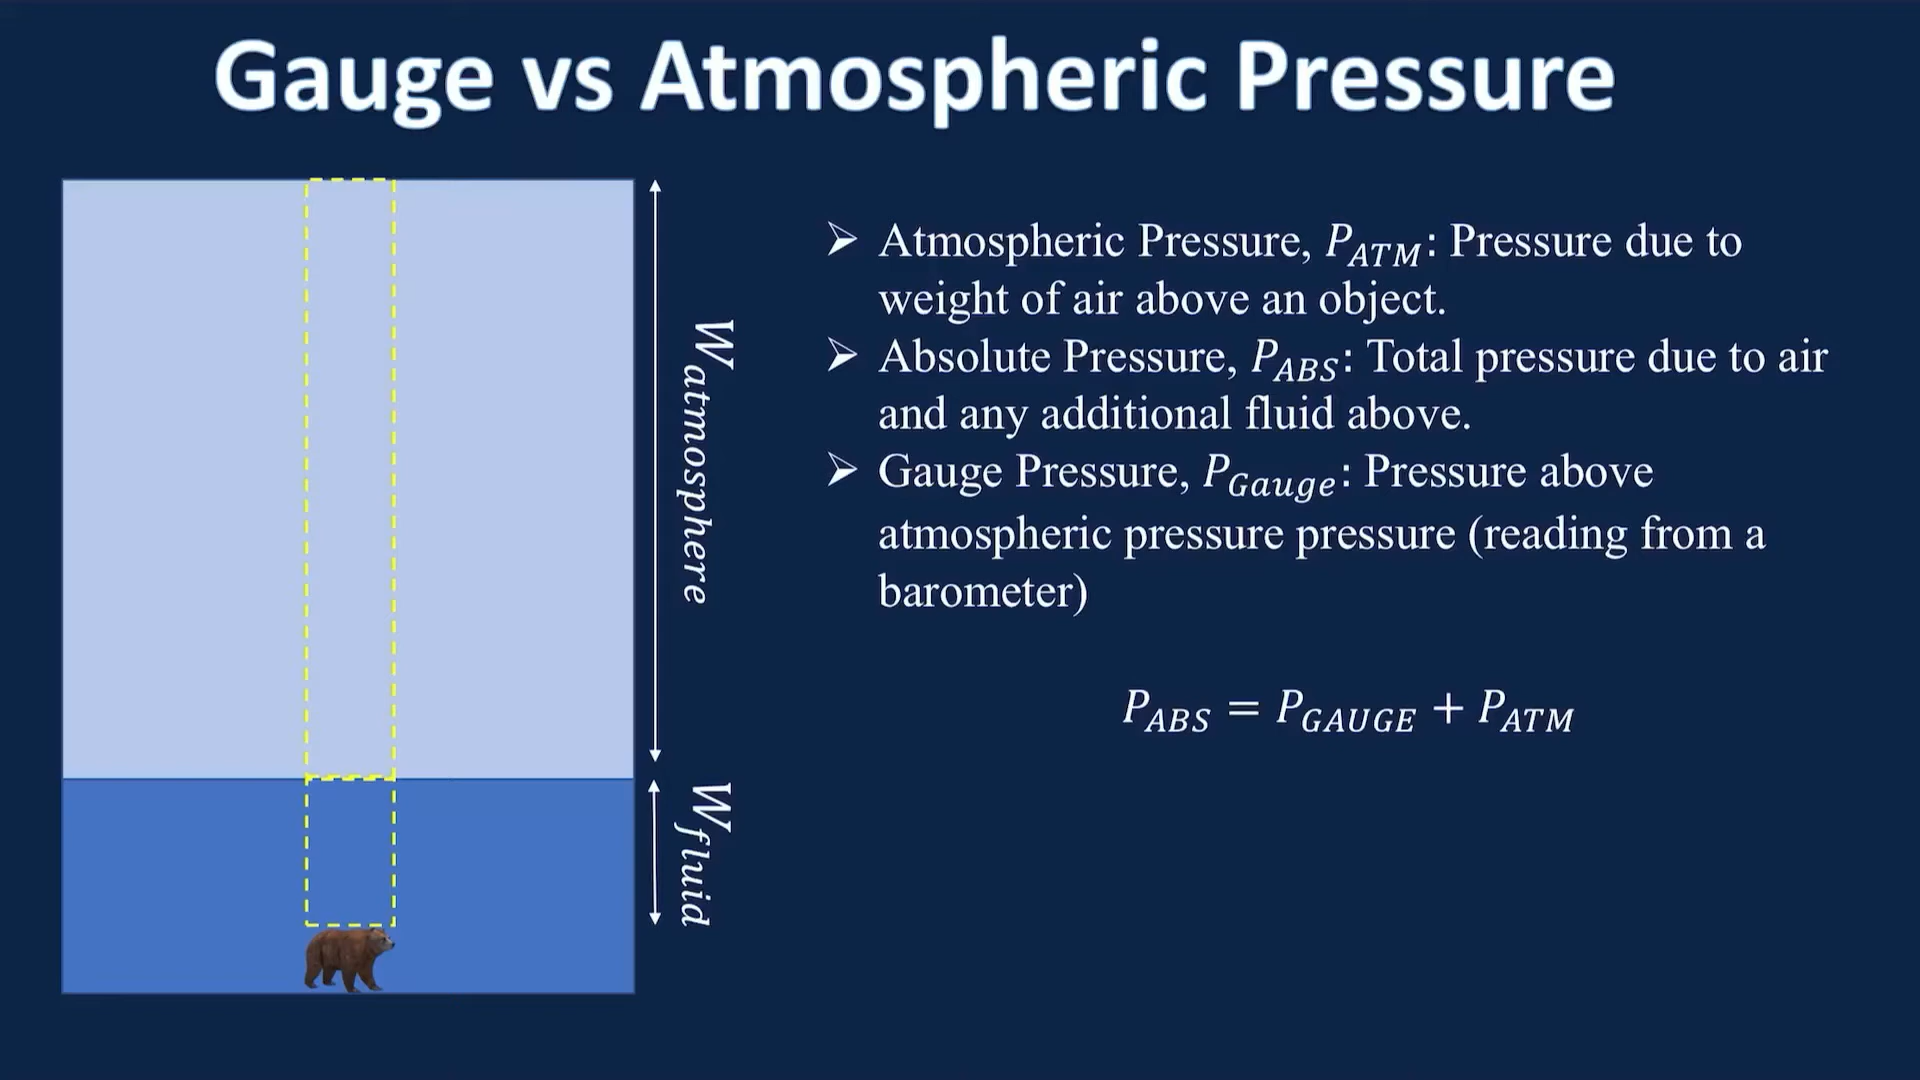 Gauge vs Atmospheric Pressure
➢ Atmospheric Pressure, P_ATM: Pressure due to
weight of air above an object.
➢ Absolute Pressure, P_ABS: Total pressure due to air
and any additional fluid above.
➢ Gauge Pressure, P_Gauge: Pressure above
atmospheric pressure pressure (reading from a
barometer)
P_ABS = P_GAUGE + P_ATM
W_atmosphere
W_fluid